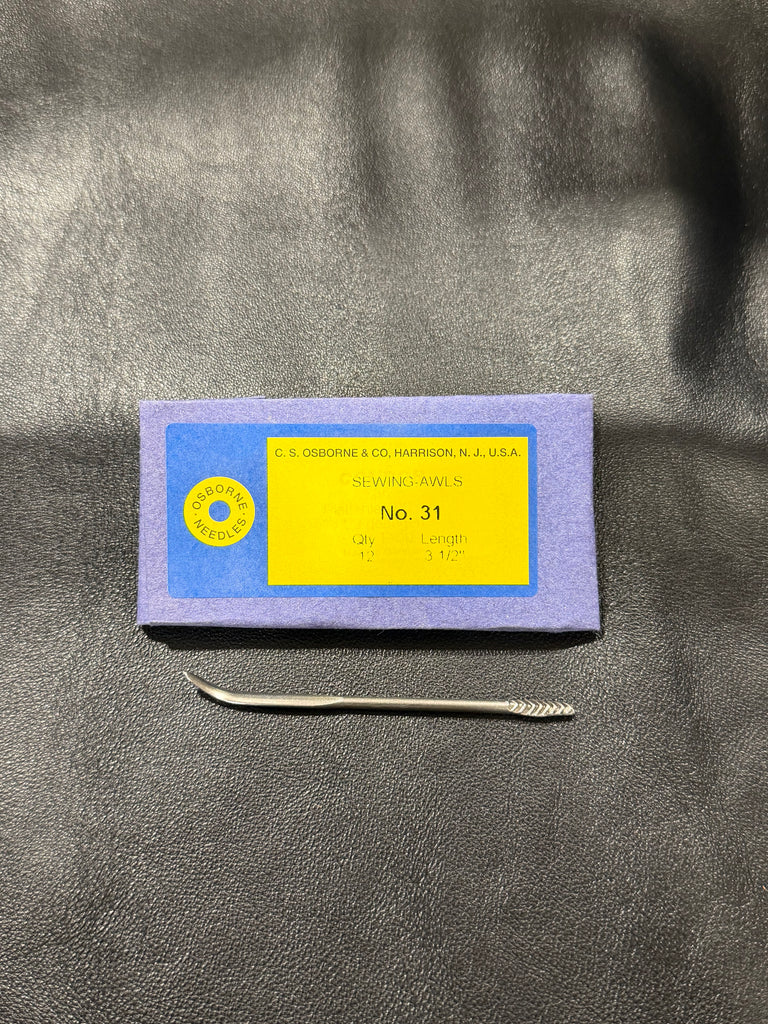 C. S. OSBORNE & CO, HARRISON, N. J., U.S.A.
SEWING-AWLS
No. 31
Qty Length
12 3 1/2"
· OSBORNE ·
NEEDLES